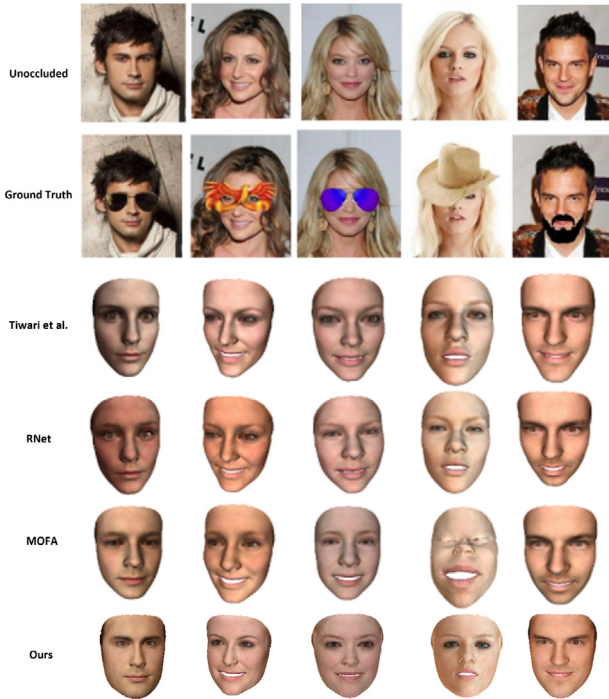 Unoccluded
Ground Truth
Tiwari et al.
RNet
MOFA
Ours